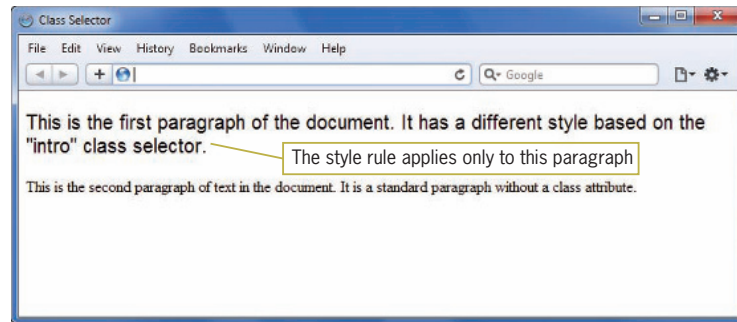 Class Selector
File Edit View History Bookmarks Window Help
Google
This is the first paragraph of the document. It has a different style based on the
"intro" class selector.
The style rule applies only to this paragraph
This is the second paragraph of text in the document. It is a standard paragraph without a class attribute.